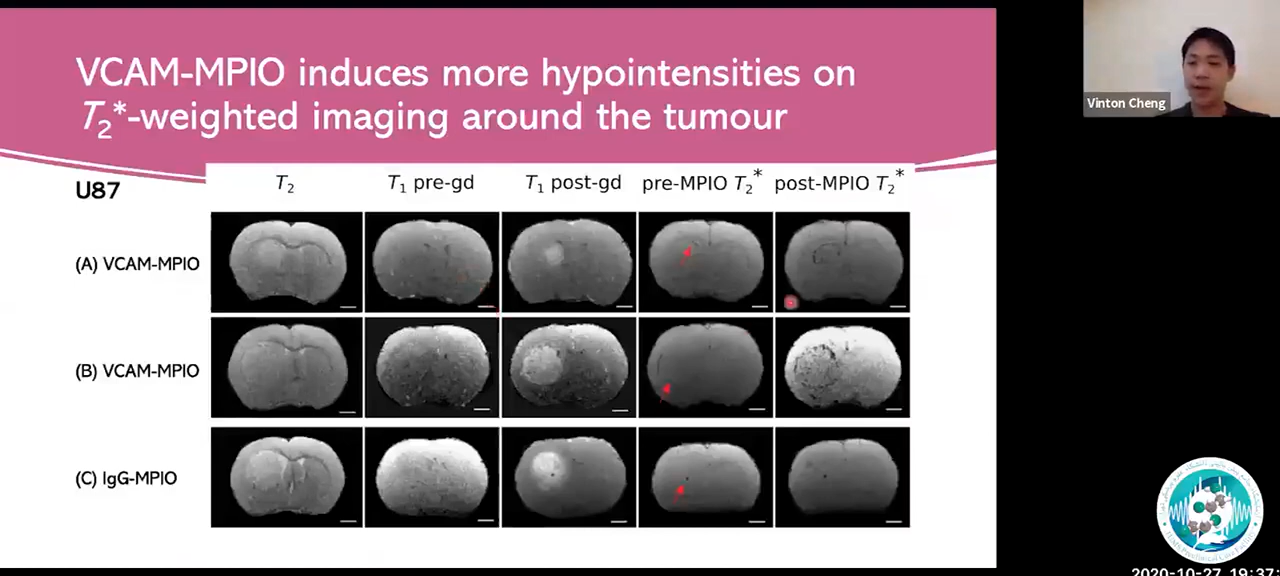 VCAM-MPIO induces more hypointensities on
T₂*-weighted imaging around the tumour
Vinton Cheng
U87
T₂ T₁ pre-gd T₁ post-gd pre-MPIO T₂* post-MPIO T₂*
(A) VCAM-MPIO
(B) VCAM-MPIO
(C) IgG-MPIO
2020-10-27 19:37: